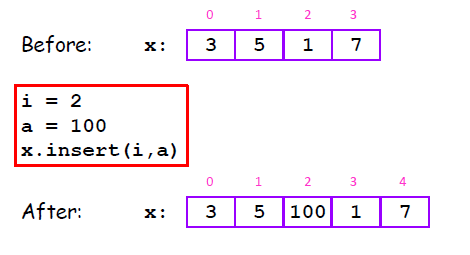 0 1 2 3
Before: x: 3 5 1 7
i = 2
a = 100
x.insert(i,a)
0 1 2 3 4
After: x: 3 5 100 1 7